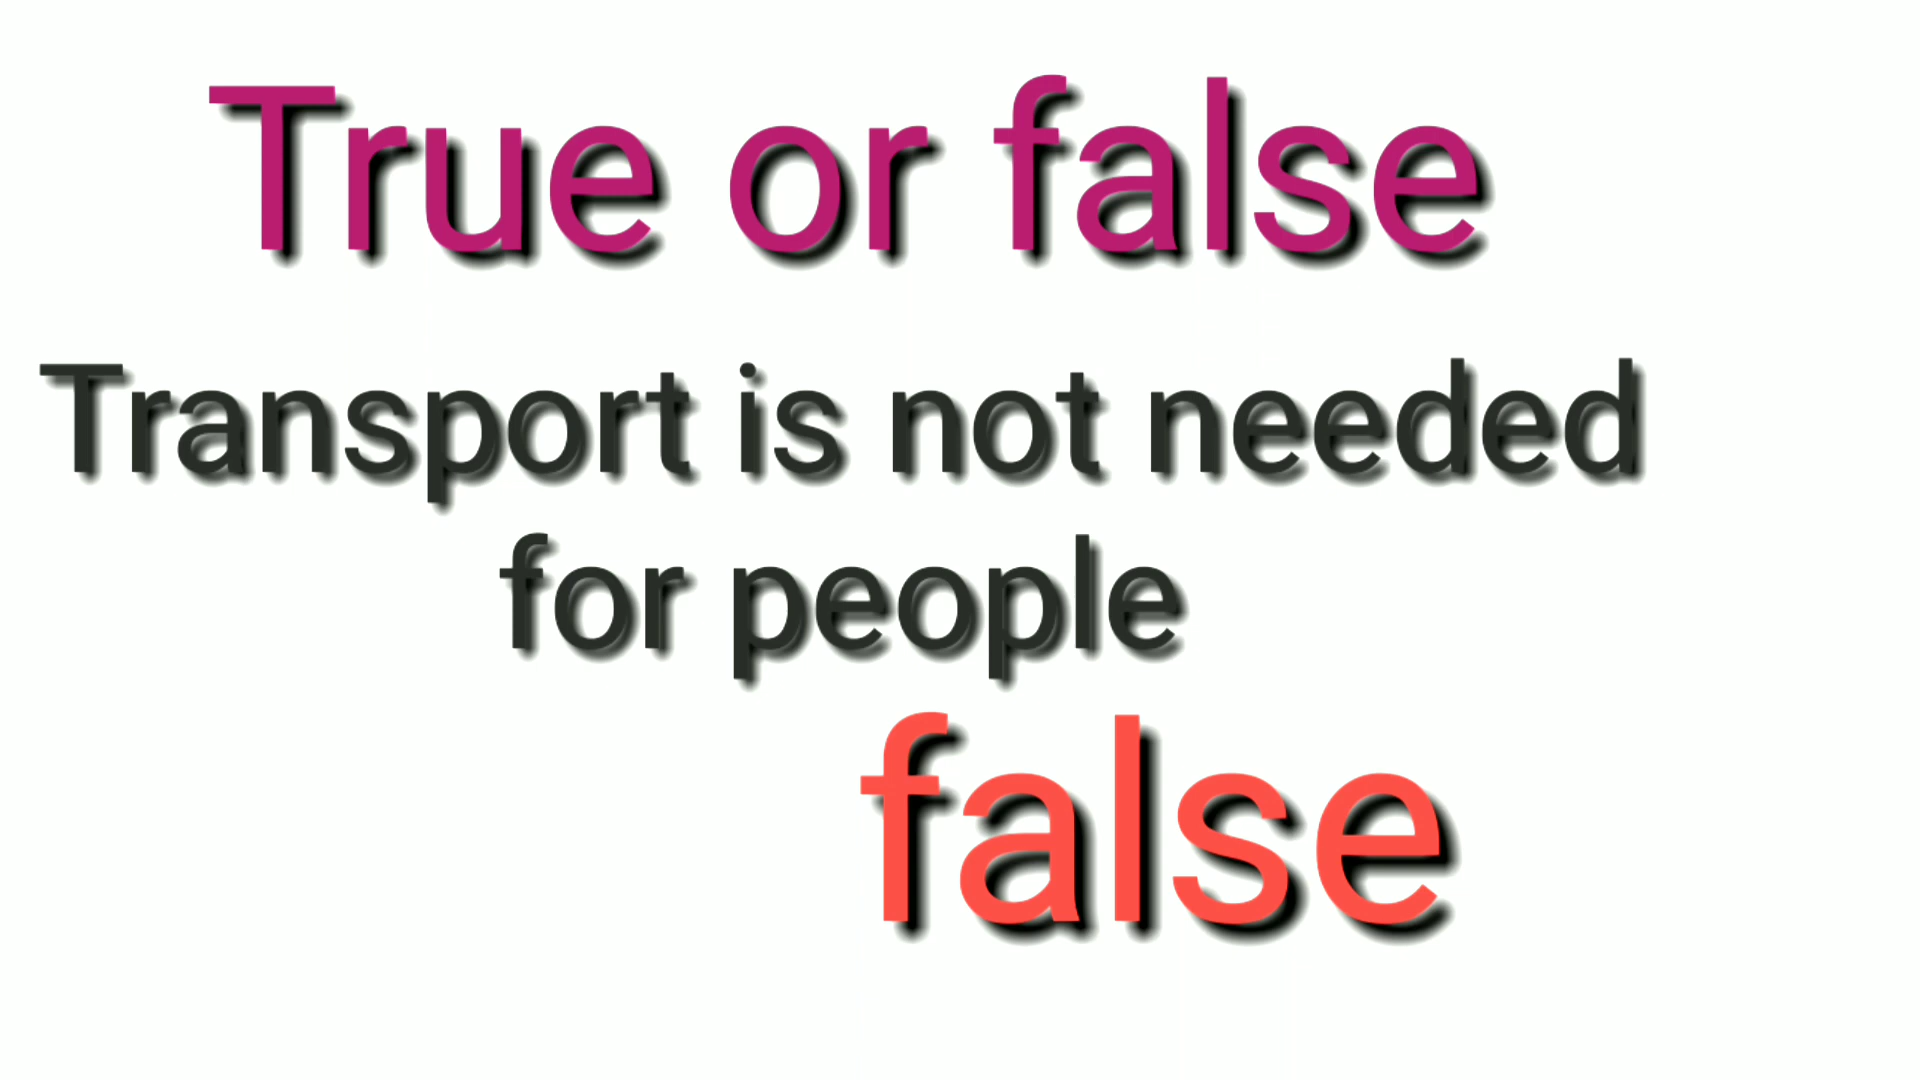 True or false
Transport is not needed
for people
false